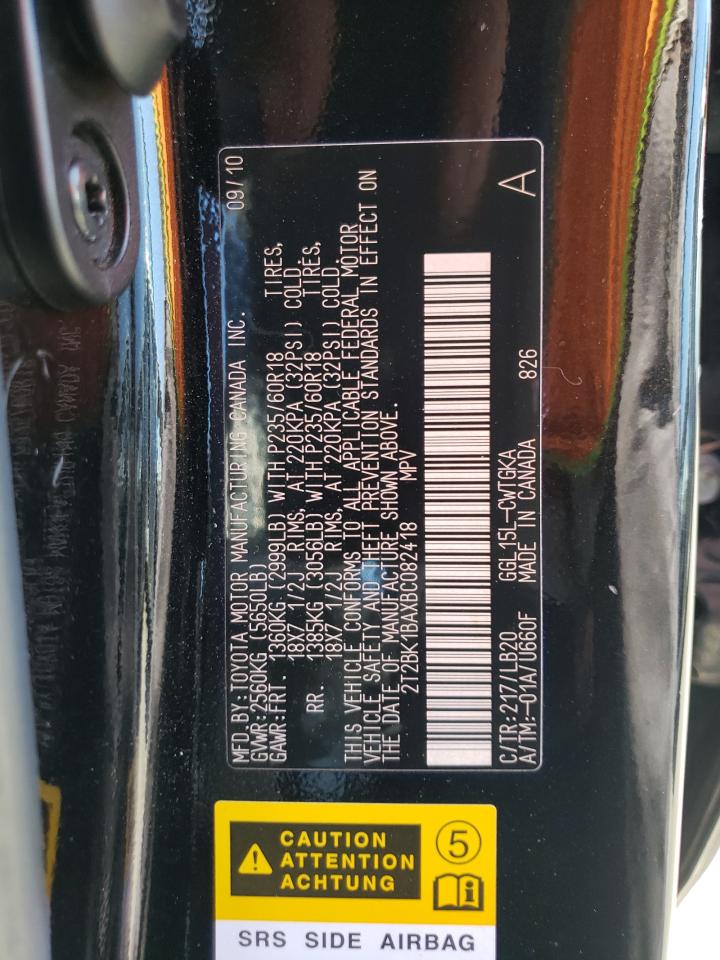 MFD.BY:TOYOTA MOTOR MANUFACTURING CANADA INC. 09/10
GVWR:2560KG (5650LB)
GAWR:FRT. 1360KG (2999LB) WITH P235/60R18 TIRES,
18X7 1/2J RIMS, AT 220KPA (32PSI) COLD.
RR. 1385KG (3056LB) WITH P235/60R18 TIRES,
18X7 1/2J RIMS, AT 220KPA (32PSI) COLD.
THIS VEHICLE CONFORMS TO ALL APPLICABLE FEDERAL MOTOR
VEHICLE SAFETY AND THEFT PREVENTION STANDARDS IN EFFECT ON
THE DATE OF MANUFACTURE SHOWN ABOVE.
2T2BK1BAXBC082418 MPV
C/TR:217/LB20 GGL15L-CWTGKA
A/TM:-01A/U660F MADE IN CANADA 826 A
CAUTION
ATTENTION
ACHTUNG
5
SRS SIDE AIRBAG